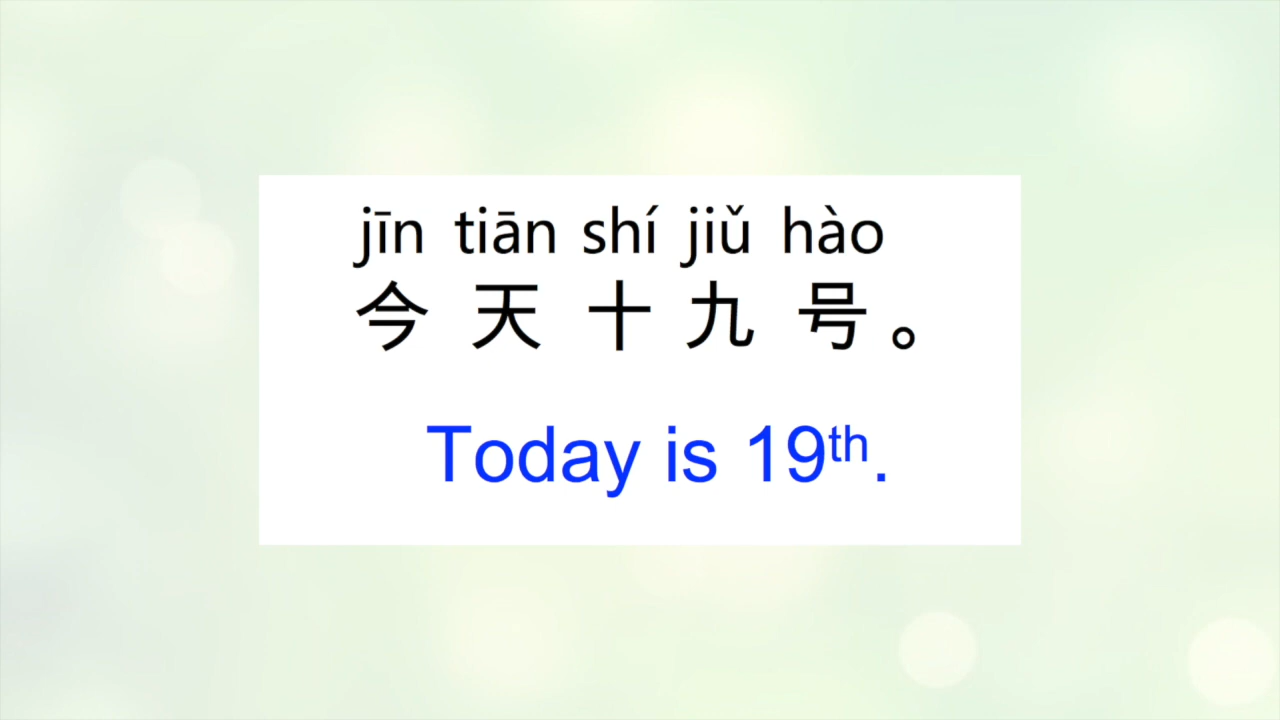 jīn tiān shí jiǔ hào
今天十九号。
Today is 19th.